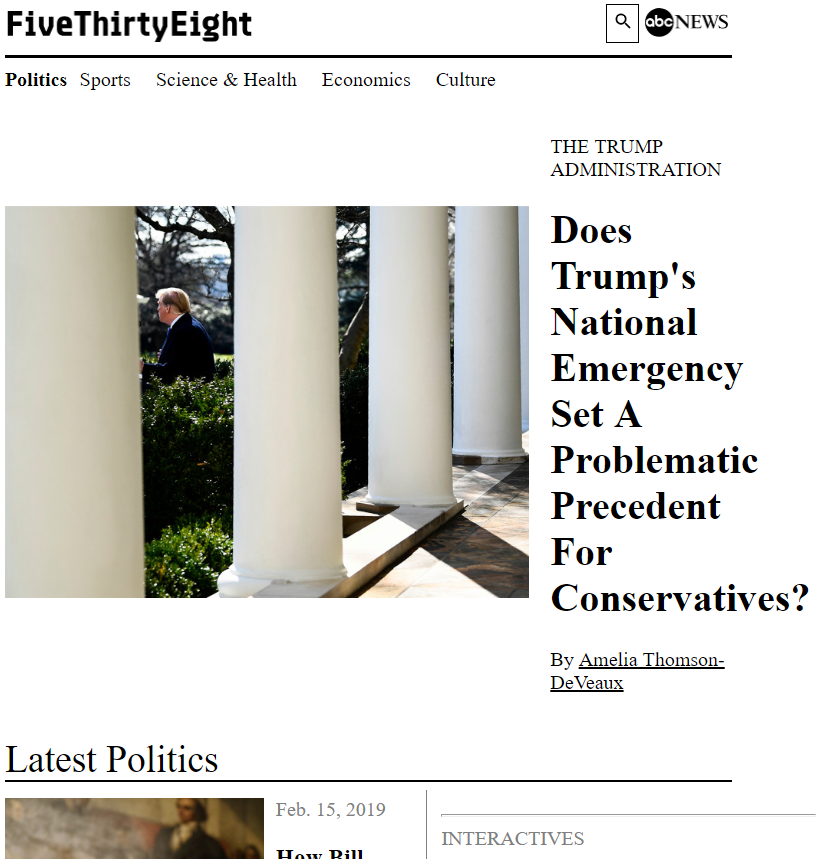 FiveThirtyEight
abc NEWS
Politics Sports Science & Health Economics Culture
THE TRUMP
ADMINISTRATION
Does
Trump's
National
Emergency
Set A
Problematic
Precedent
For
Conservatives?
By Amelia Thomson-
DeVeaux
Latest Politics
Feb. 15, 2019
How Bill
INTERACTIVES